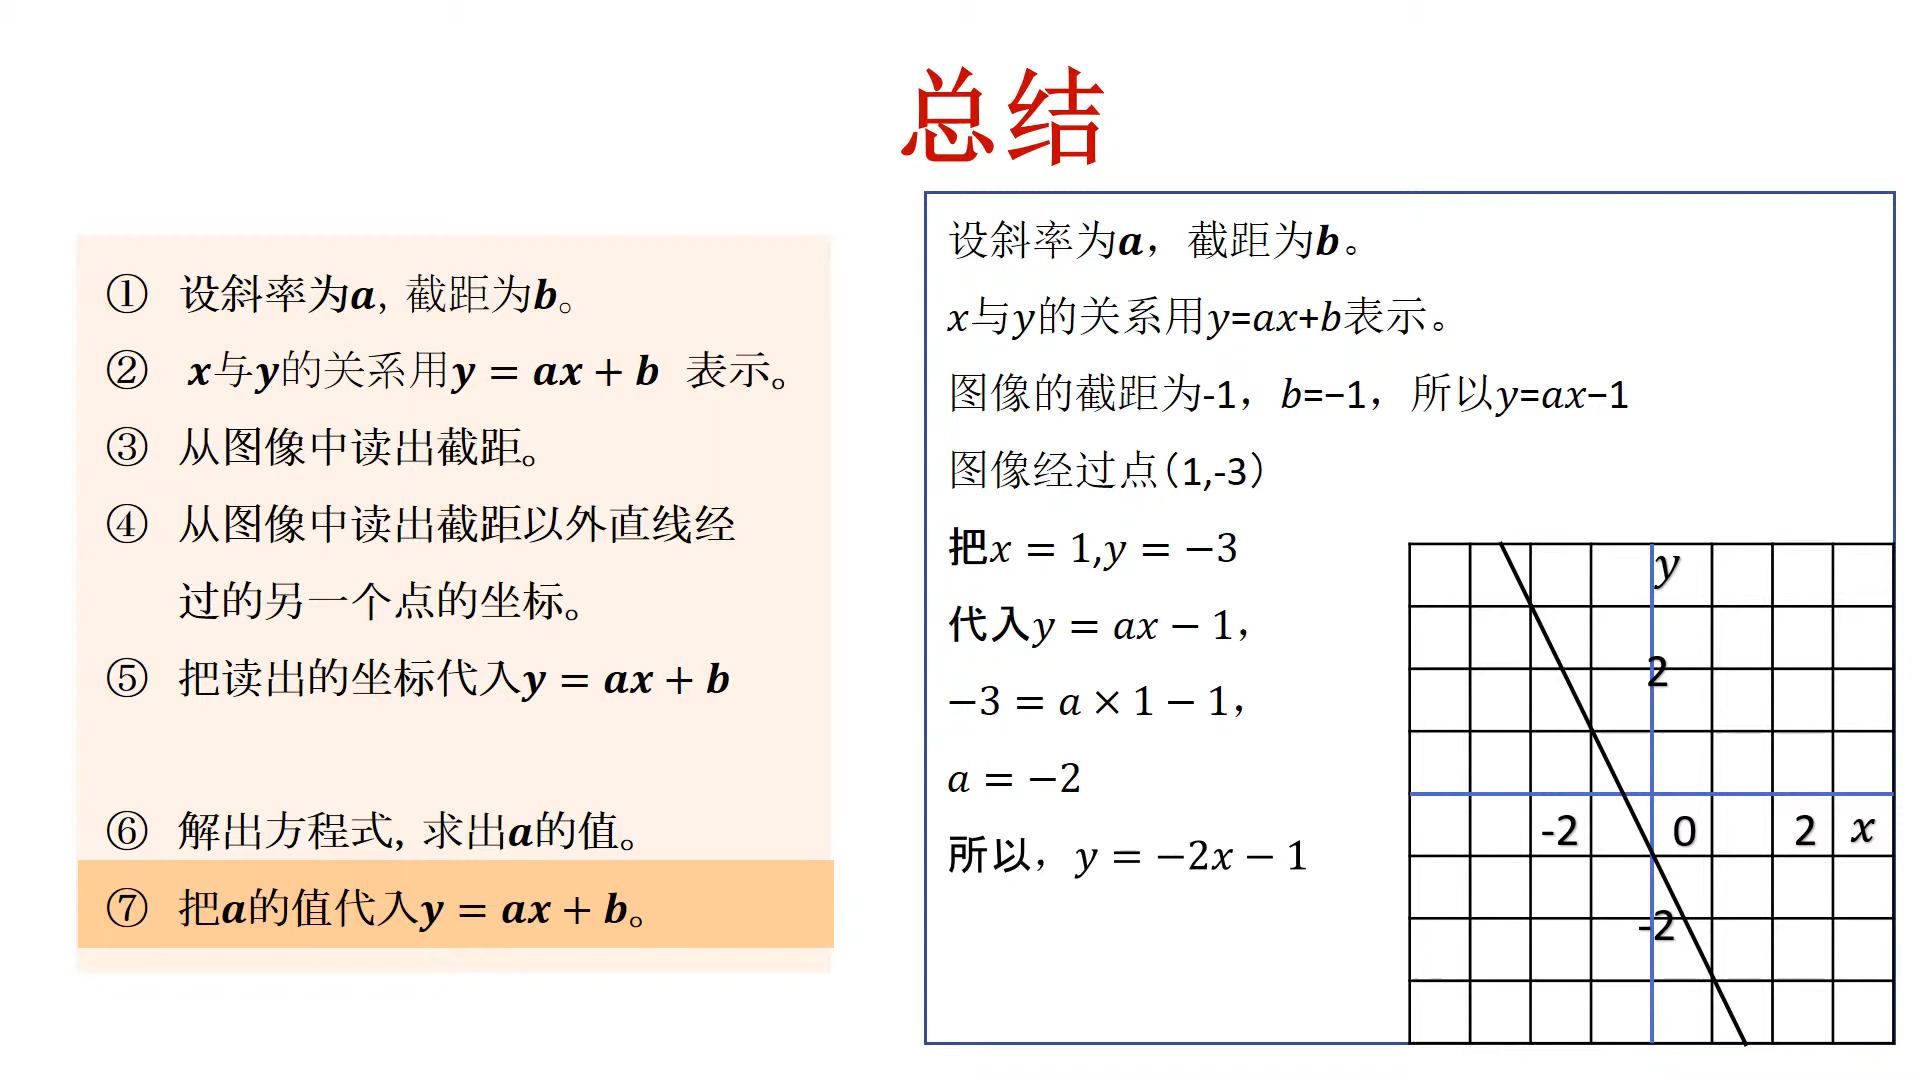 总结
① 设斜率为a, 截距为b。
② x与y的关系用y = ax + b 表示。
③ 从图像中读出截距。
④ 从图像中读出截距以外直线经
过的另一个点的坐标。
⑤ 把读出的坐标代入y = ax + b
⑥ 解出方程式, 求出a的值。
⑦ 把a的值代入y = ax + b。
设斜率为a，截距为b。
x与y的关系用y=ax+b表示。
图像的截距为-1，b=−1，所以y=ax−1
图像经过点（1,-3）
把x = 1,y = −3
代入y = ax − 1，
−3 = a × 1 − 1，
a = −2
所以，y = −2x − 1
y
2
-2 0 2 x
-2